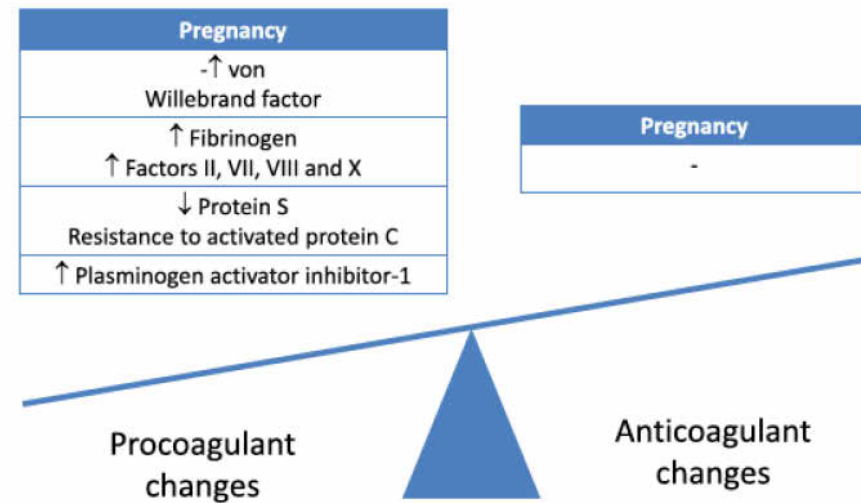 Pregnancy
-↑ von
Willebrand factor
↑ Fibrinogen
↑ Factors II, VII, VIII and X
↓ Protein S
Resistance to activated protein C
↑ Plasminogen activator inhibitor-1
Pregnancy
-
Procoagulant
changes
Anticoagulant
changes